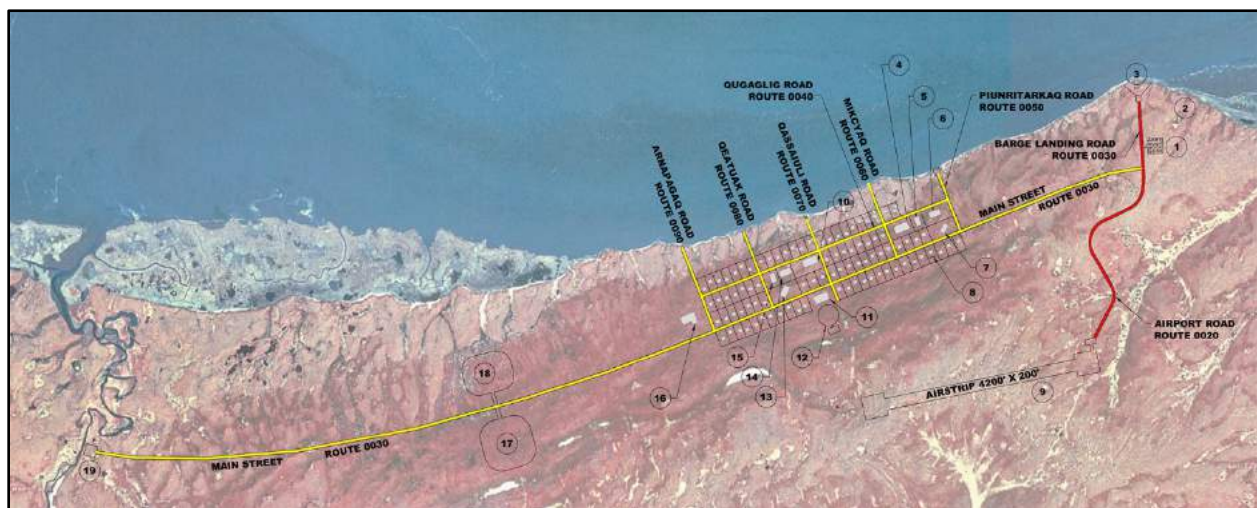 QUGAGLIG ROAD
ROUTE 0040
4
5
6
MIKCYAQ ROAD
ROUTE 0060
PIUNRITARKAQ ROAD
ROUTE 0050
3
2
1
BARGE LANDING ROAD
ROUTE 0030
QASSAIULI ROAD
ROUTE 0070
10
QEATUAK ROAD
ROUTE 0080
ARNAPAGAQ ROAD
ROUTE 0090
MAIN STREET
ROUTE 0030
7
8
11
12
15
14
13
16
AIRPORT ROAD
ROUTE 0020
AIRSTRIP 4200' X 200'
9
18
17
MAIN STREET
ROUTE 0030
19